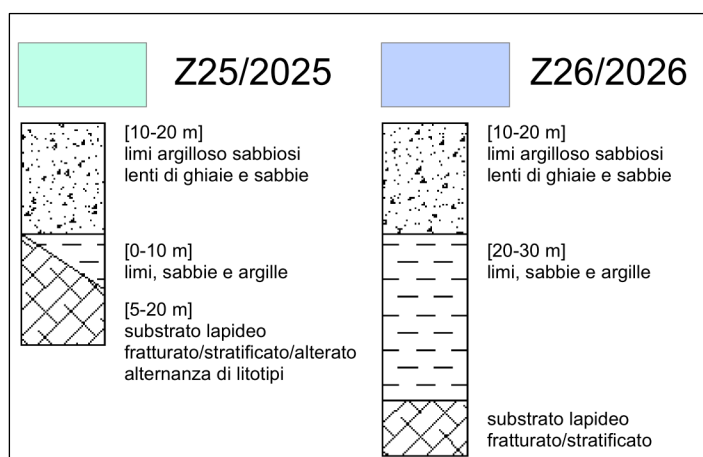 Z25/2025
[10-20 m]
limi argilloso sabbiosi
lenti di ghiaie e sabbie
[0-10 m]
limi, sabbie e argille
[5-20 m]
substrato lapideo
fratturato/stratificato/alterato
alternanza di litotipi
Z26/2026
[10-20 m]
limi argilloso sabbiosi
lenti di ghiaie e sabbie
[20-30 m]
limi, sabbie e argille
substrato lapideo
fratturato/stratificato